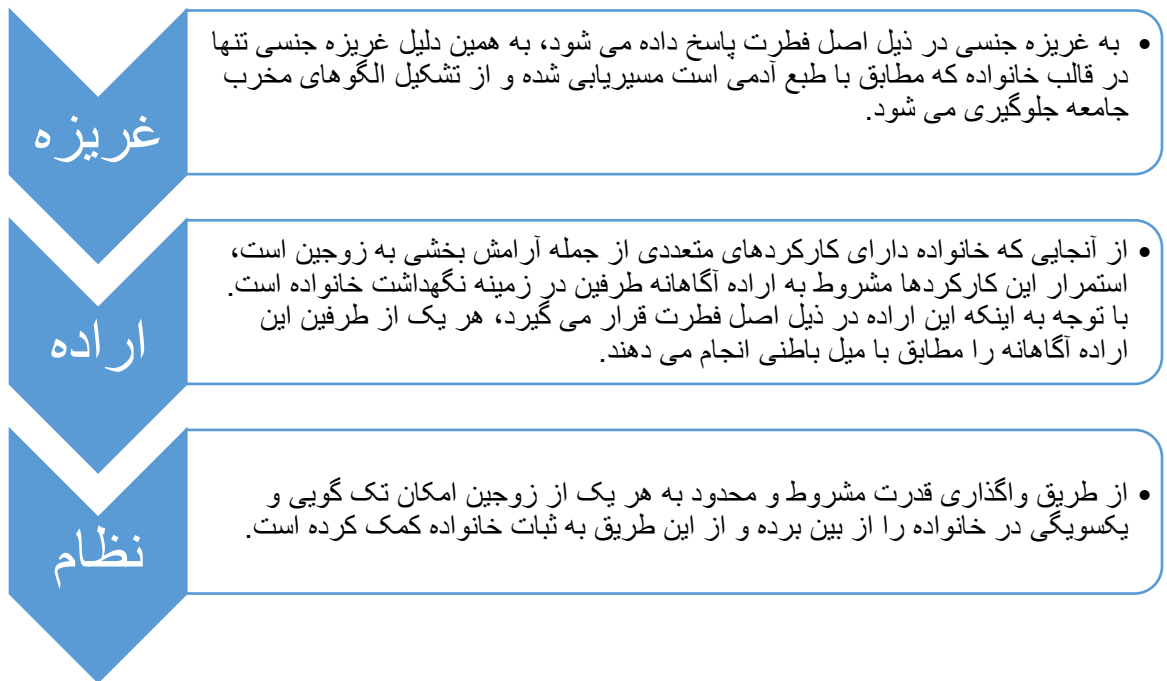 غریزه
• به غریزه جنسی در ذیل اصل فطرت پاسخ داده می شود، به همین دلیل غریزه جنسی تنها
در قالب خانواده که مطابق با طبع آدمی است مسیریابی شده و از تشکیل الگوهای مخرب
جامعه جلوگیری می شود.
اراده
• از آنجایی که خانواده دارای کارکردهای متعددی از جمله آرامش بخشی به زوجین است،
استمرار این کارکردها مشروط به اراده آگاهانه طرفین در زمینه نگهداشت خانواده است.
با توجه به اینکه این اراده در ذیل اصل فطرت قرار می گیرد، هر یک از طرفین این
اراده آگاهانه را مطابق با میل باطنی انجام می دهند.
نظام
• از طریق واگذاری قدرت مشروط و محدود به هر یک از زوجین امکان تک گویی و
یکسویگی در خانواده را از بین برده و از این طریق به ثبات خانواده کمک کرده است.